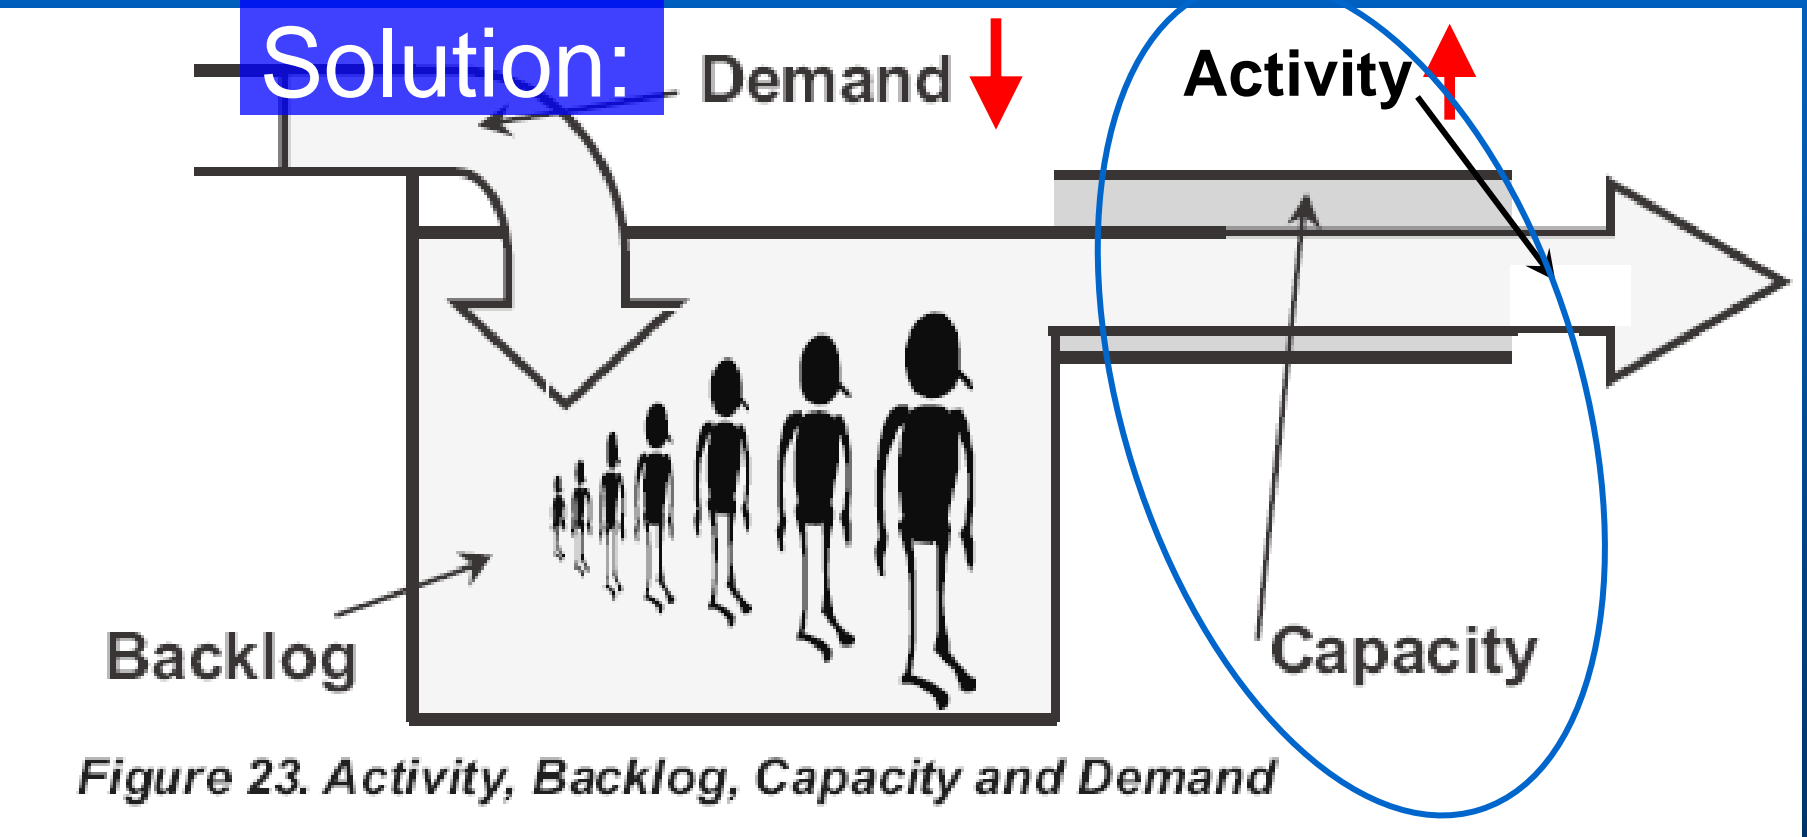 Solution:
Demand
Activity
Backlog
Capacity
Figure 23. Activity, Backlog, Capacity and Demand